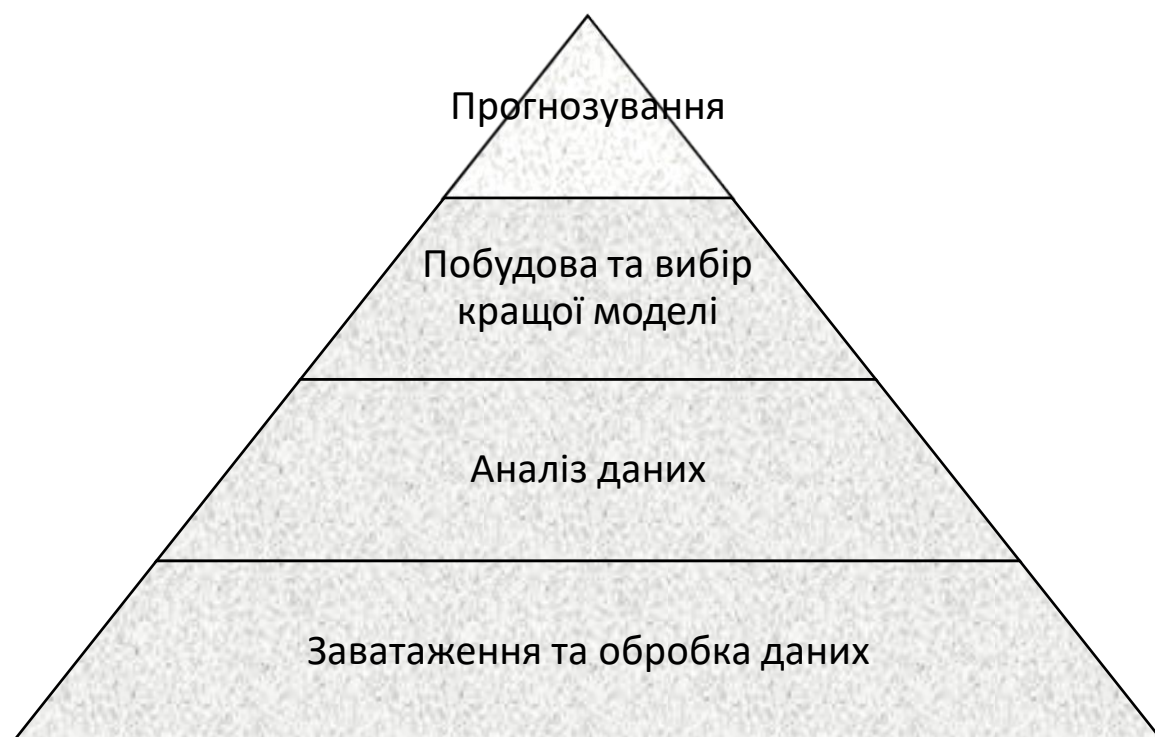 Прогнозування
Побудова та вибір
кращої моделі
Аналіз даних
Заватаження та обробка даних